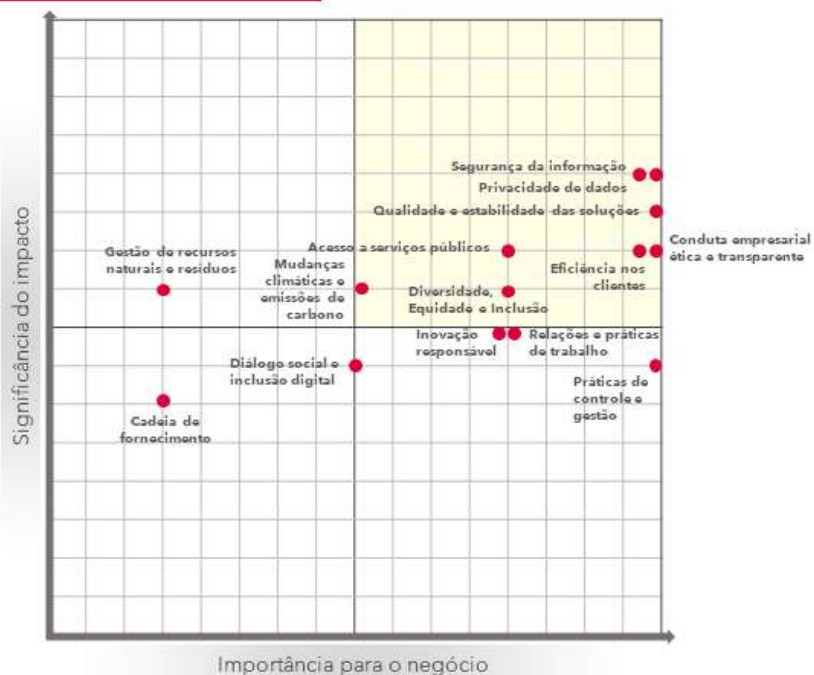 Significância do impacto
Segurança da informação
Privacidade de dados
Qualidade e estabilidade das soluções
Acesso a serviços públicos
Conduta empresarial
ética e transparente
Eficiência nos
clientes
Gestão de recursos
naturais e resíduos
Mudanças
climáticas e
emissões de
carbono
Diversidade,
Equidade e Inclusão
Inovação
responsável
Relações e práticas
de trabalho
Diálogo social e
inclusão digital
Práticas de
controle e
gestão
Cadeia de
fornecimento
Importância para o negócio